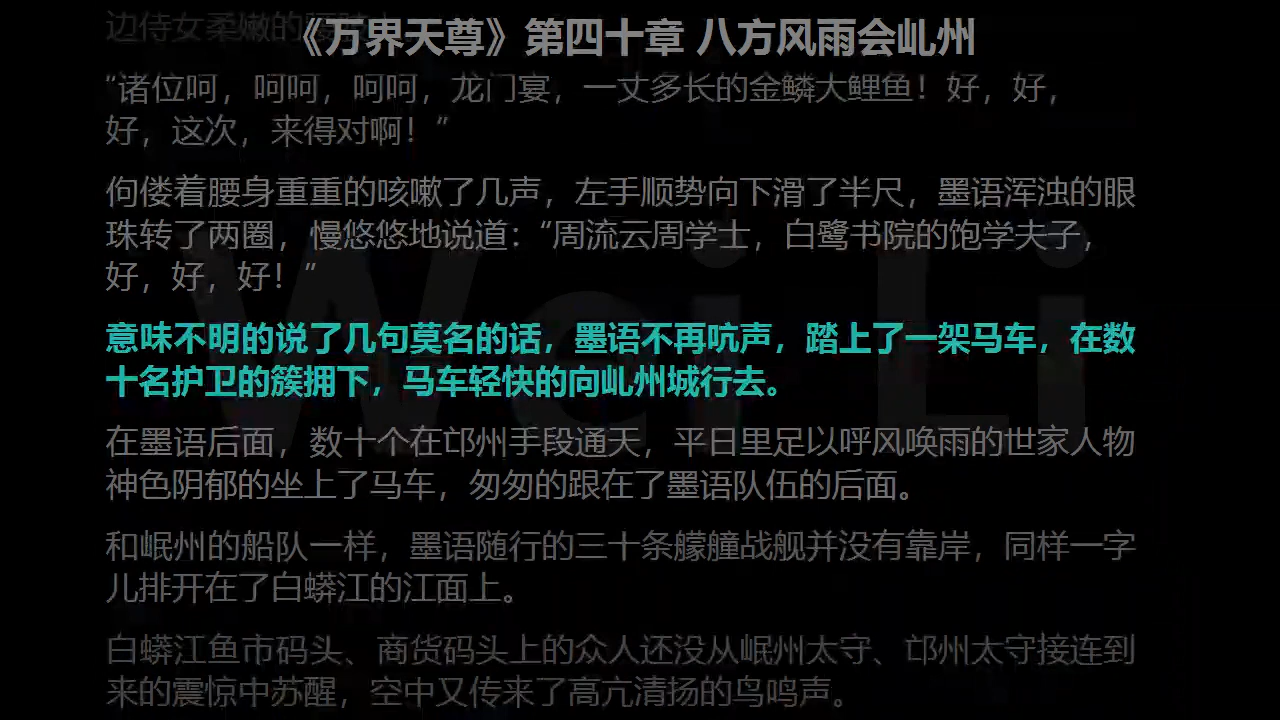 《万界天尊》第四十章 八方风雨会乢州
边侍女柔嫩的
“诸位呵，呵呵，呵呵，龙门宴，一丈多长的金鳞大鲤鱼！好，好，
好，这次，来得对啊！”
佝偻着腰身重重的咳嗽了几声，左手顺势向下滑了半尺，墨语浑浊的眼
珠转了两圈，慢悠悠地说道：“周流云周学士，白鹭书院的饱学夫子，
好，好，好！”
意味不明的说了几句莫名的话，墨语不再吭声，踏上了一架马车，在数
十名护卫的簇拥下，马车轻快的向乢州城行去。
在墨语后面，数十个在邙州手段通天，平日里足以呼风唤雨的世家人物
神色阴郁的坐上了马车，匆匆的跟在了墨语队伍的后面。
和岷州的船队一样，墨语随行的三十条艨艟战舰并没有靠岸，同样一字
儿排开在了白蟒江的江面上。
白蟒江鱼市码头、商货码头上的众人还没从岷州太守、邙州太守接连到
来的震惊中苏醒，空中又传来了高亢清扬的鸟鸣声。
Wei Li